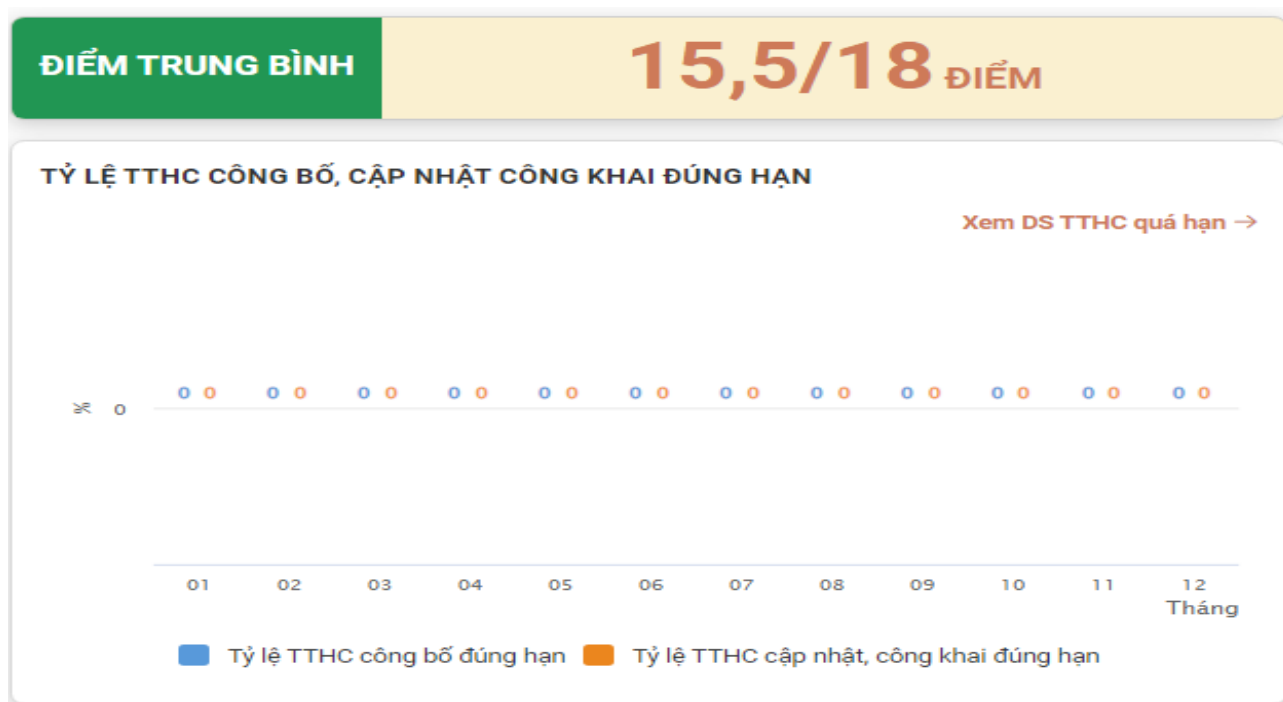 ĐIỂM TRUNG BÌNH
15,5/18 ĐIỂM
TỶ LỆ TTHC CÔNG BỐ, CẬP NHẬT CÔNG KHAI ĐÚNG HẠN
Xem DS TTHC quá hạn →
0 0 0 0 0 0 0 0 0 0 0 0 0 0 0 0 0 0 0 0 0 0 0 0
% 0
01 02 03 04 05 06 07 08 09 10 11 12
Tháng
Tỷ lệ TTHC công bố đúng hạn Tỷ lệ TTHC cập nhật, công khai đúng hạn